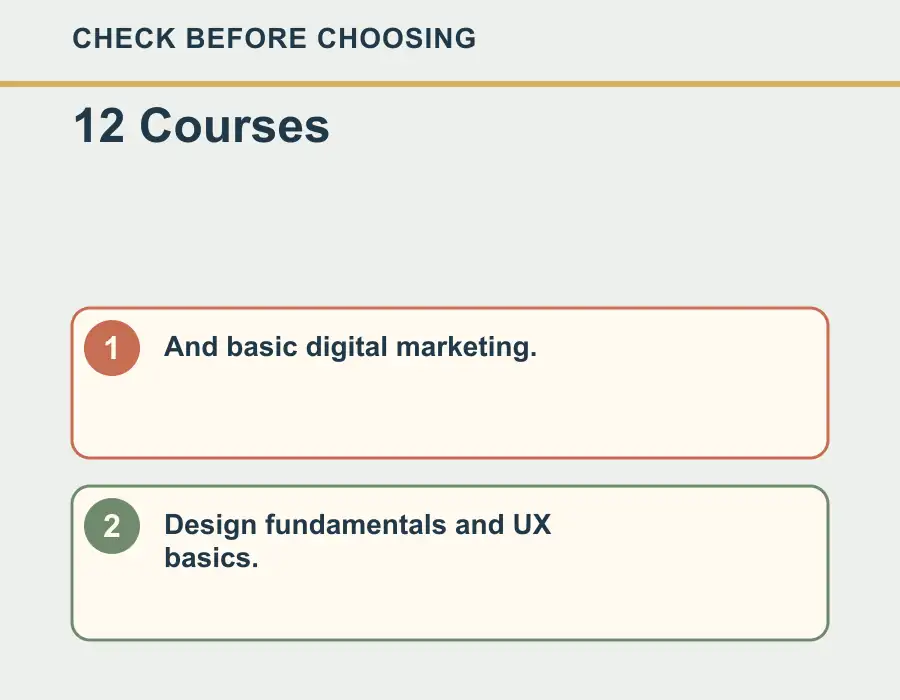 CHECK BEFORE CHOOSING
12 Courses
1
And basic digital marketing.
2
Design fundamentals and UX
basics.